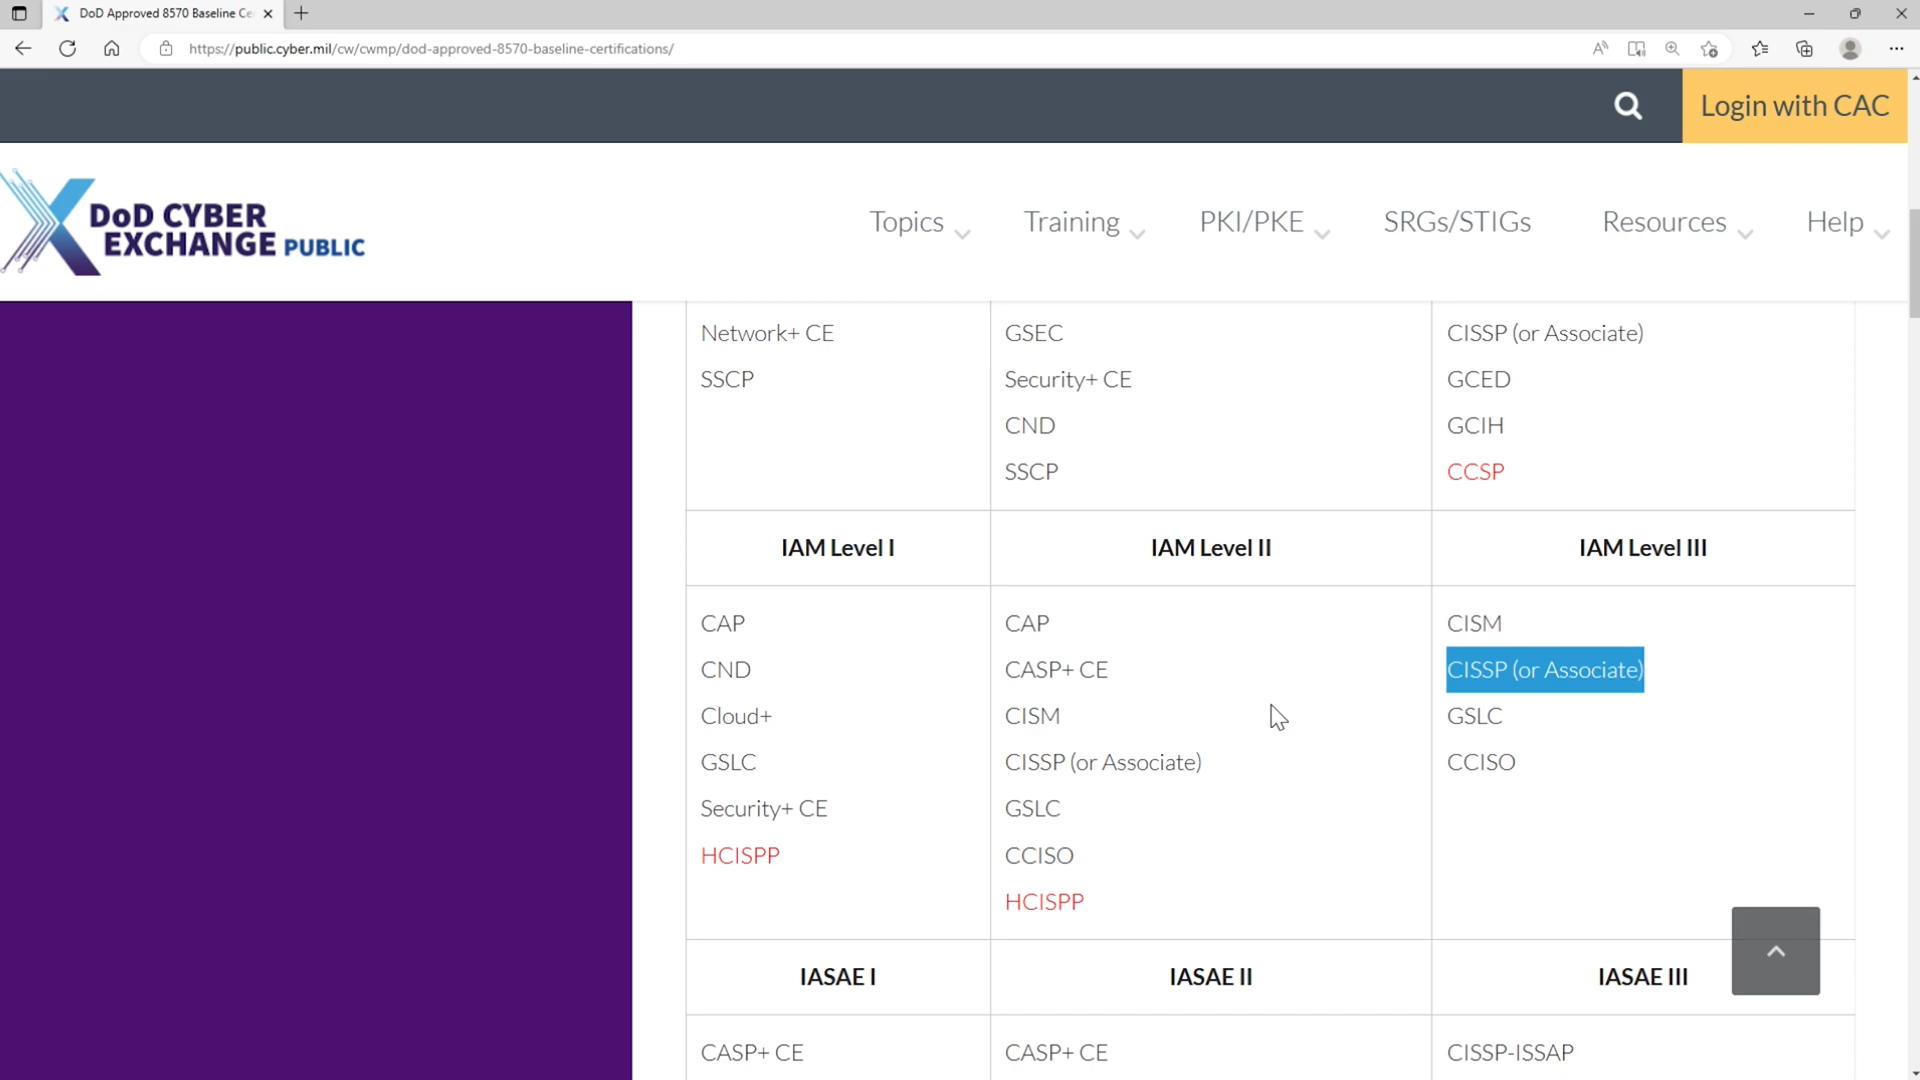 DoD Approved 8570 Baseline Ce
https://public.cyber.mil/cw/cwmp/dod-approved-8570-baseline-certifications/
Login with CAC
DoD CYBER
EXCHANGE PUBLIC
Topics Training PKI/PKE SRGs/STIGs Resources Help
Network+ CE GSEC CISSP (or Associate)
SSCP Security+ CE GCED
CND GCIH
SSCP CCSP
IAM Level I IAM Level II IAM Level III
CAP CAP CISM
CND CASP+ CE CISSP (or Associate)
Cloud+ CISM GSLC
GSLC CISSP (or Associate) CCISO
Security+ CE GSLC
HCISPP CCISO
HCISPP
IASAE I IASAE II IASAE III
CASP+ CE CASP+ CE CISSP-ISSAP